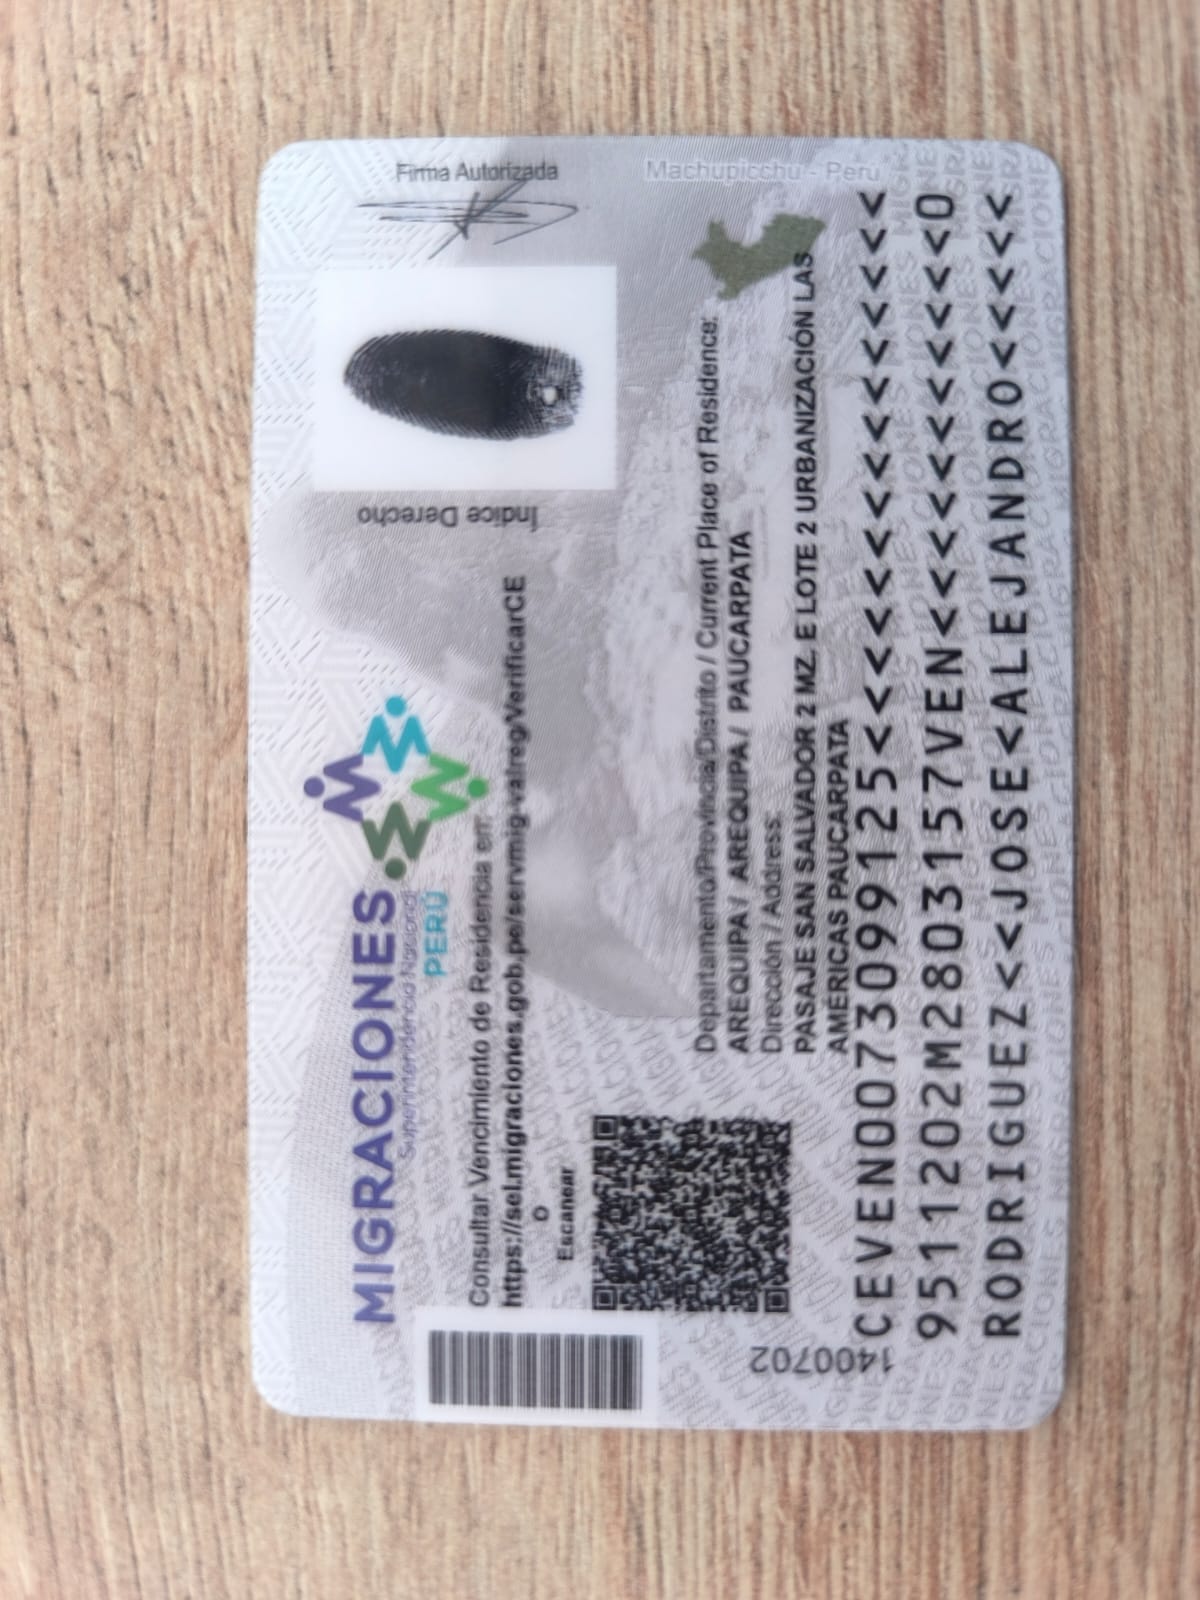 MIGRACIONES
Superintendencia Nacional
PERÚ
Consultar Vencimiento de Residencia en:
https://sel.migraciones.gob.pe/servmig-valreg/VerificarCE
O
Escanear
Índice Derecho
Firma Autorizada
Machupicchu - Perú
Departamento/Provincia/Distrito / Current Place of Residence:
AREQUIPA / AREQUIPA / PAUCARPATA
Dirección / Address:
PASAJE SAN SALVADOR 2 MZ. E LOTE 2 URBANIZACIÓN LAS
AMÉRICAS PAUCARPATA
1400702
CEVEN007309912 5<<<<<<<<<<<<<<<
9511202M2803157VEN<<<<<<<<<<<0
RODRIGUEZ<<JOSE<ALEJANDRO<<<<<